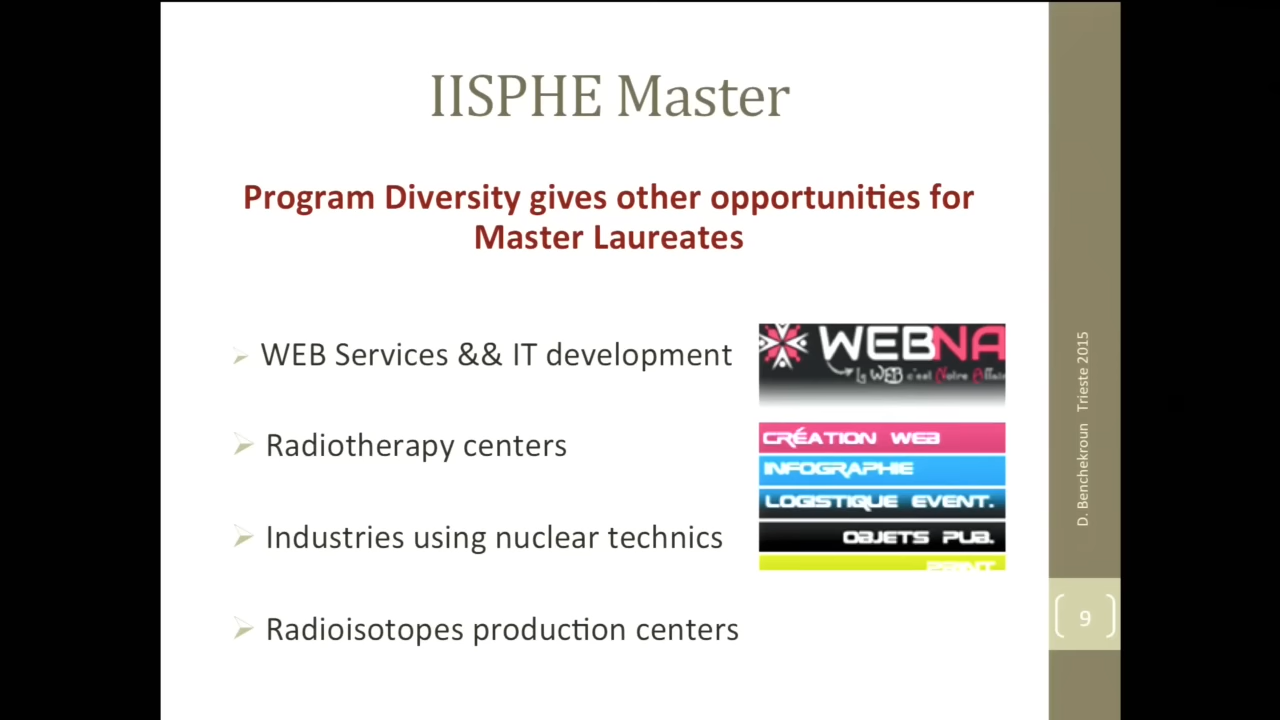 IISPHE Master
Program Diversity gives other opportunities for
Master Laureates
WEB Services && IT development
Radiotherapy centers
Industries using nuclear technics
Radioisotopes production centers
WEBNA
Le WEB c'est Notre Affair
CRÉATION WEB
INFOGRAPHIE
LOGISTIQUE EVENT.
OBJETS PUB.
PRINT
D. Benchekroun Trieste 2015
9